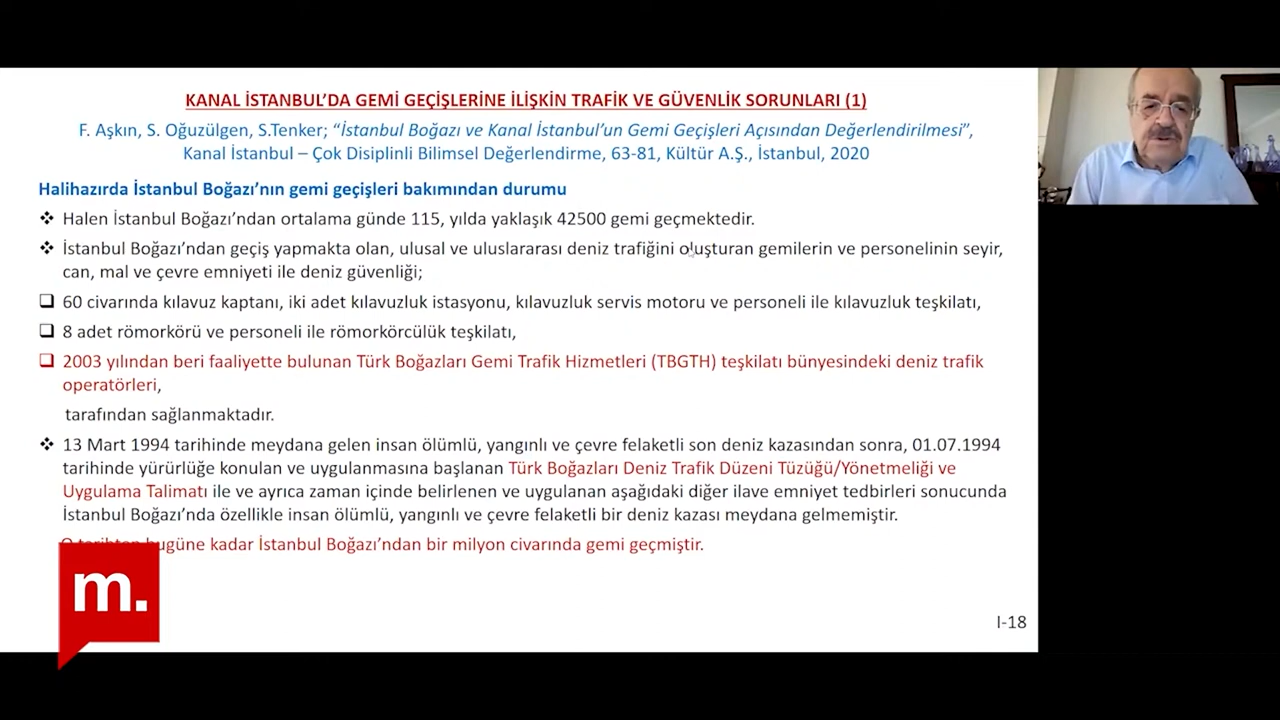 KANAL İSTANBUL’DA GEMİ GEÇİŞLERİNE İLİŞKİN TRAFİK VE GÜVENLİK SORUNLARI (1)
F. Aşkın, S. Oğuzülgen, S.Tenker; “İstanbul Boğazı ve Kanal İstanbul’un Gemi Geçişleri Açısından Değerlendirilmesi”,
Kanal İstanbul – Çok Disiplinli Bilimsel Değerlendirme, 63-81, Kültür A.Ş., İstanbul, 2020
Halihazırda İstanbul Boğazı’nın gemi geçişleri bakımından durumu
❖ Halen İstanbul Boğazı’ndan ortalama günde 115, yılda yaklaşık 42500 gemi geçmektedir.
❖ İstanbul Boğazı’ndan geçiş yapmakta olan, ulusal ve uluslararası deniz trafiğini oluşturan gemilerin ve personelinin seyir,
can, mal ve çevre emniyeti ile deniz güvenliği;
❑ 60 civarında kılavuz kaptanı, iki adet kılavuzluk istasyonu, kılavuzluk servis motoru ve personeli ile kılavuzluk teşkilatı,
❑ 8 adet römorkörü ve personeli ile römorkörcülük teşkilatı,
❑ 2003 yılından beri faaliyette bulunan Türk Boğazları Gemi Trafik Hizmetleri (TBGTH) teşkilatı bünyesindeki deniz trafik
operatörleri,
tarafından sağlanmaktadır.
❖ 13 Mart 1994 tarihinde meydana gelen insan ölümlü, yangınlı ve çevre felaketli son deniz kazasından sonra, 01.07.1994
tarihinde yürürlüğe konulan ve uygulanmasına başlanan Türk Boğazları Deniz Trafik Düzeni Tüzüğü/Yönetmeliği ve
Uygulama Talimatı ile ve ayrıca zaman içinde belirlenen ve uygulanan aşağıdaki diğer ilave emniyet tedbirleri sonucunda
İstanbul Boğazı’nda özellikle insan ölümlü, yangınlı ve çevre felaketli bir deniz kazası meydana gelmemiştir.
kadar İstanbul Boğazı’ndan bir milyon civarında gemi geçmiştir.
m.
I-18